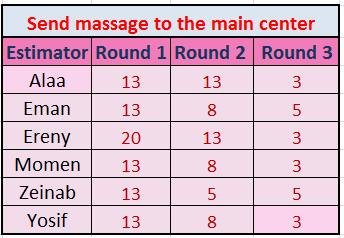 Send massage to the main center
Estimator Round 1 Round 2 Round 3
Alaa 13 13 3
Eman 13 8 5
Ereny 20 13 3
Momen 13 8 3
Zeinab 13 5 5
Yosif 13 8 3